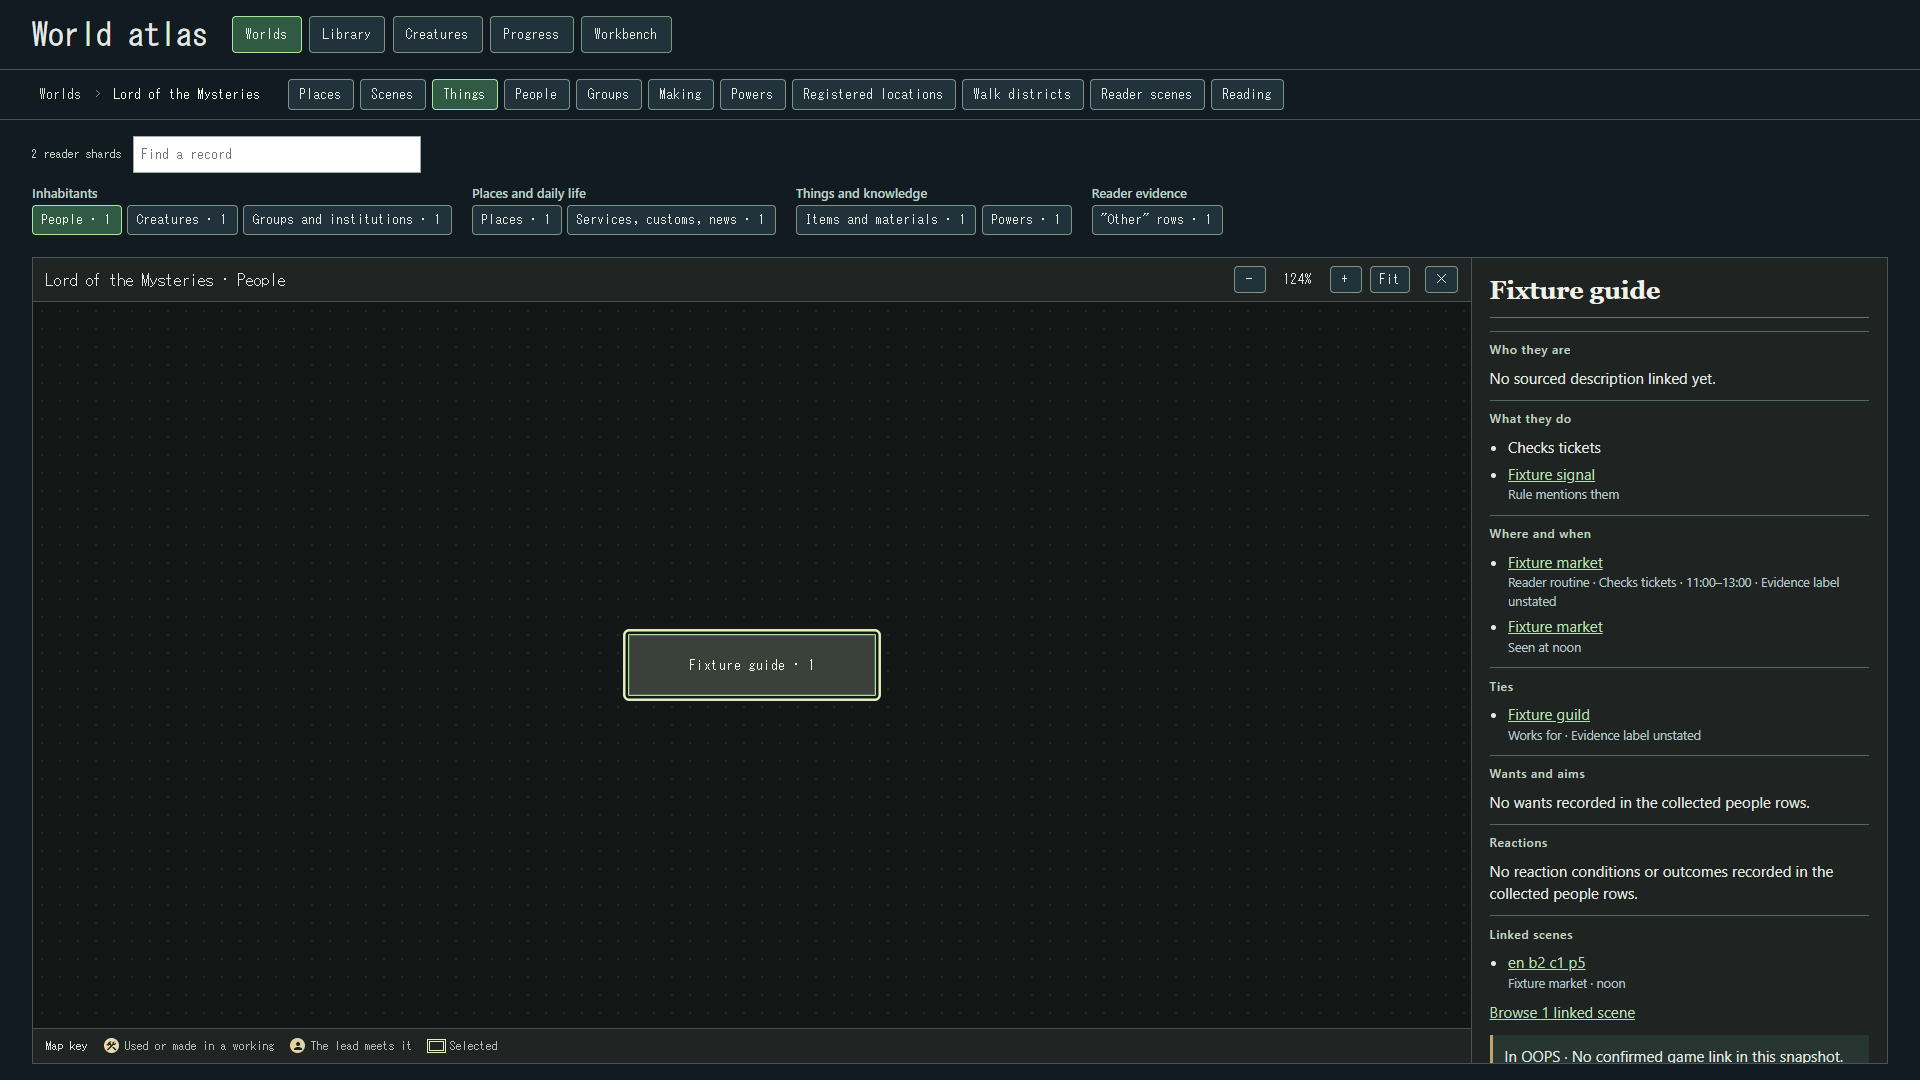 World atlas
Worlds
Library
Creatures
Progress
Workbench
Worlds > Lord of the Mysteries
Places
Scenes
Things
People
Groups
Making
Powers
Registered locations
Walk districts
Reader scenes
Reading
2 reader shards
Find a record
Inhabitants
People · 1
Creatures · 1
Groups and institutions · 1
Places and daily life
Places · 1
Services, customs, news · 1
Things and knowledge
Items and materials · 1
Powers · 1
Reader evidence
"Other" rows · 1
Lord of the Mysteries · People
-
124%
+
Fit
×
Fixture guide · 1
Map key
Used or made in a working
The lead meets it
Selected
Fixture guide
Who they are
No sourced description linked yet.
What they do
• Checks tickets
• Fixture signal
Rule mentions them
Where and when
• Fixture market
Reader routine · Checks tickets · 11:00–13:00 · Evidence label
unstated
• Fixture market
Seen at noon
Ties
• Fixture guild
Works for · Evidence label unstated
Wants and aims
No wants recorded in the collected people rows.
Reactions
No reaction conditions or outcomes recorded in the
collected people rows.
Linked scenes
• en b2 c1 p5
Fixture market · noon
Browse 1 linked scene
In OOPS · No confirmed game link in this snapshot.